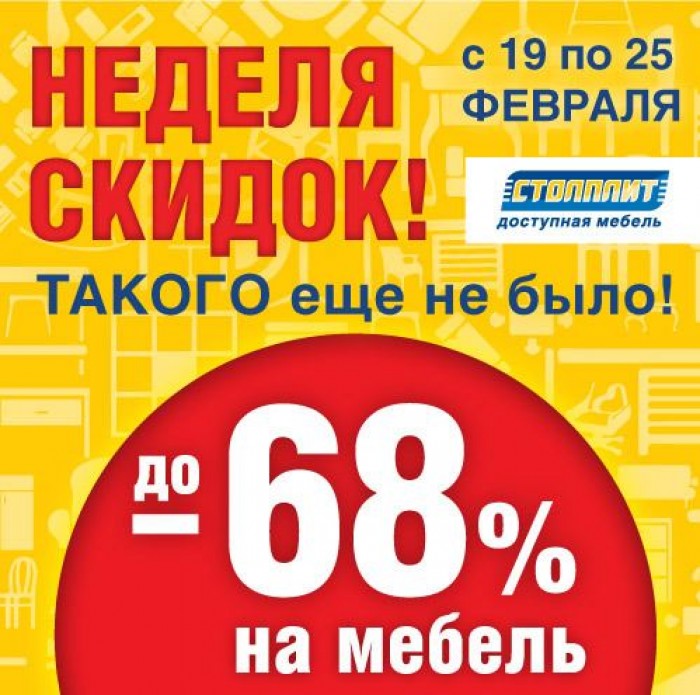 НЕДЕЛЯ
СКИДОК!
с 19 по 25
ФЕВРАЛЯ
СТОЛПЛИТ
доступная мебель
ТАКОГО еще не было!
до
– 68%
на мебель